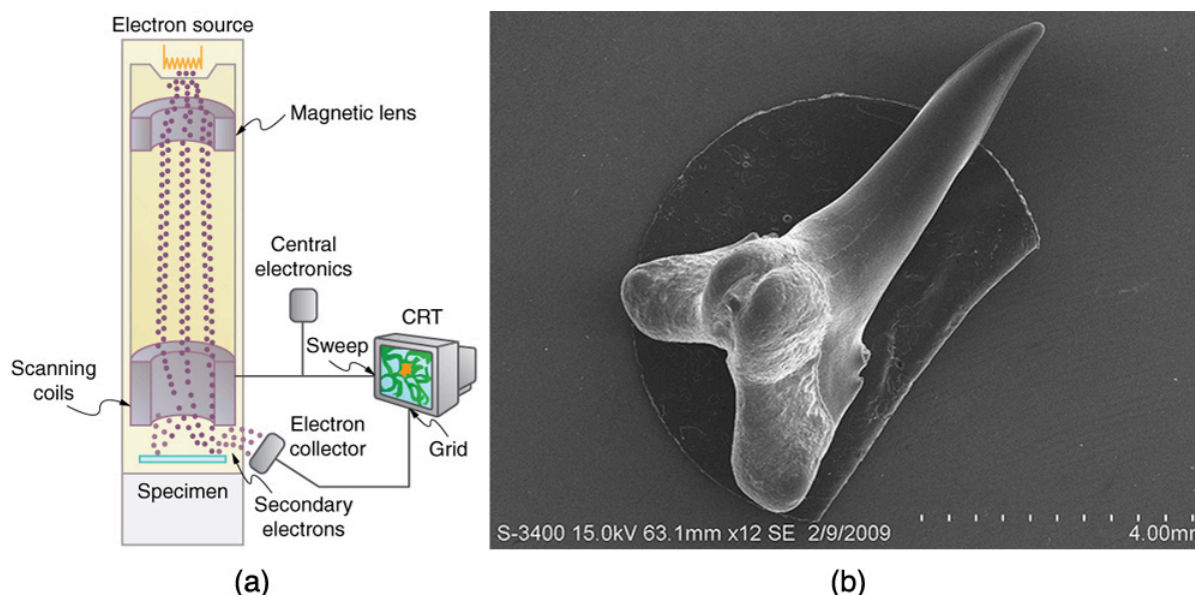 Electron source
Magnetic lens
Central
electronics
CRT
Sweep
Scanning
coils
Electron
collector
Grid
Specimen
Secondary
electrons
S-3400 15.0kV 63.1mm x12 SE 2/9/2009
4.00mm
(a)
(b)